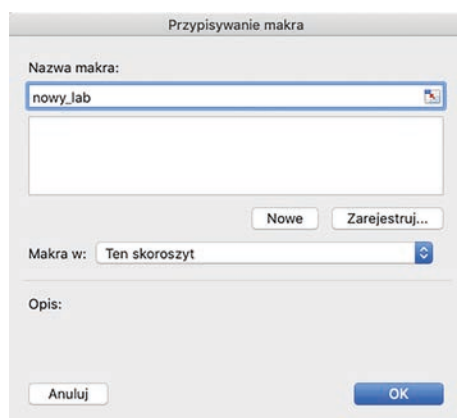 Przypisywanie makra
Nazwa makra:
nowy_lab
Nowe Zarejestruj...
Makra w: Ten skoroszyt
Opis:
Anuluj OK